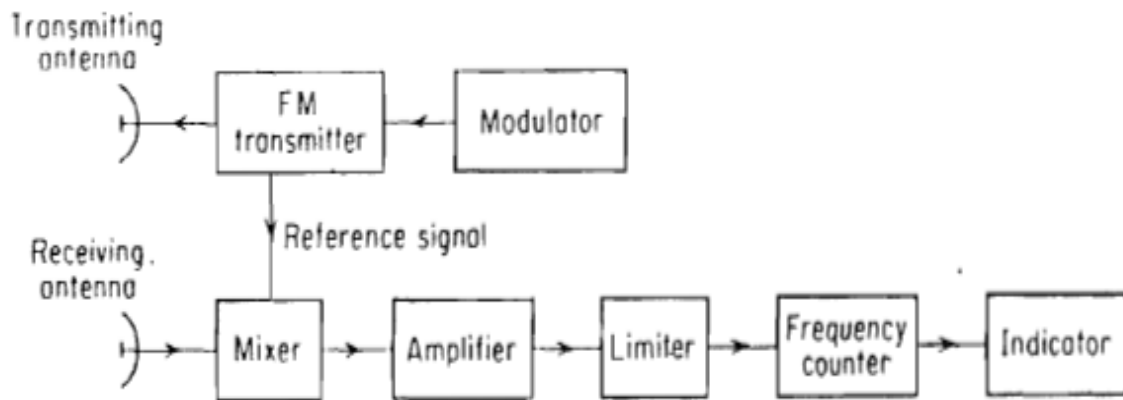 Transmitting
antenna
FM
transmitter
Modulator
Reference signal
Receiving.
antenna
Mixer
Amplifier
Limiter
Frequency
counter
Indicator